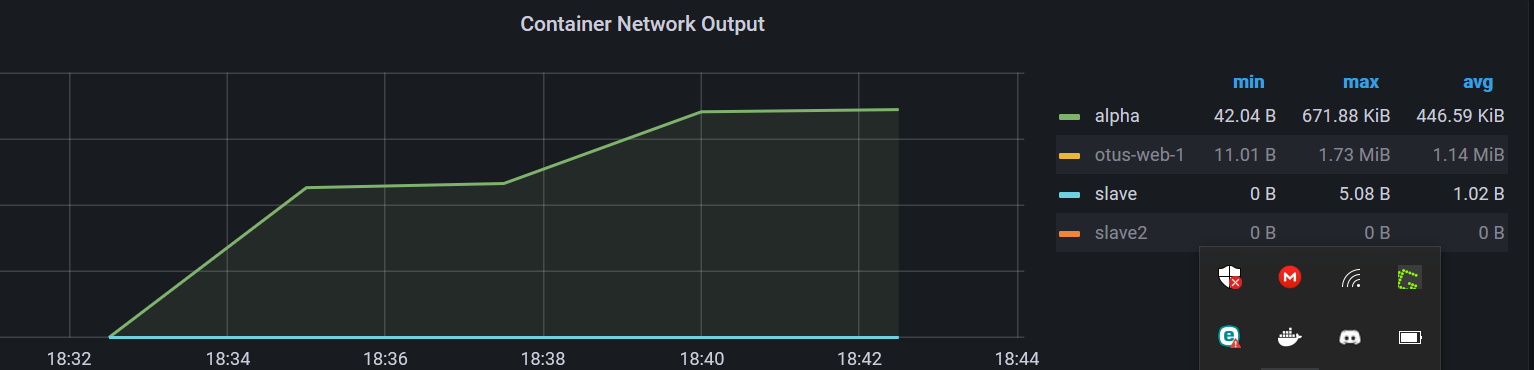 Container Network Output
min max avg
alpha 42.04 B 671.88 KiB 446.59 KiB
otus-web-1 11.01 B 1.73 MiB 1.14 MiB
slave 0 B 5.08 B 1.02 B
slave2 0 B 0 B 0 B
M
e
18:32 18:34 18:36 18:38 18:40 18:42 18:44